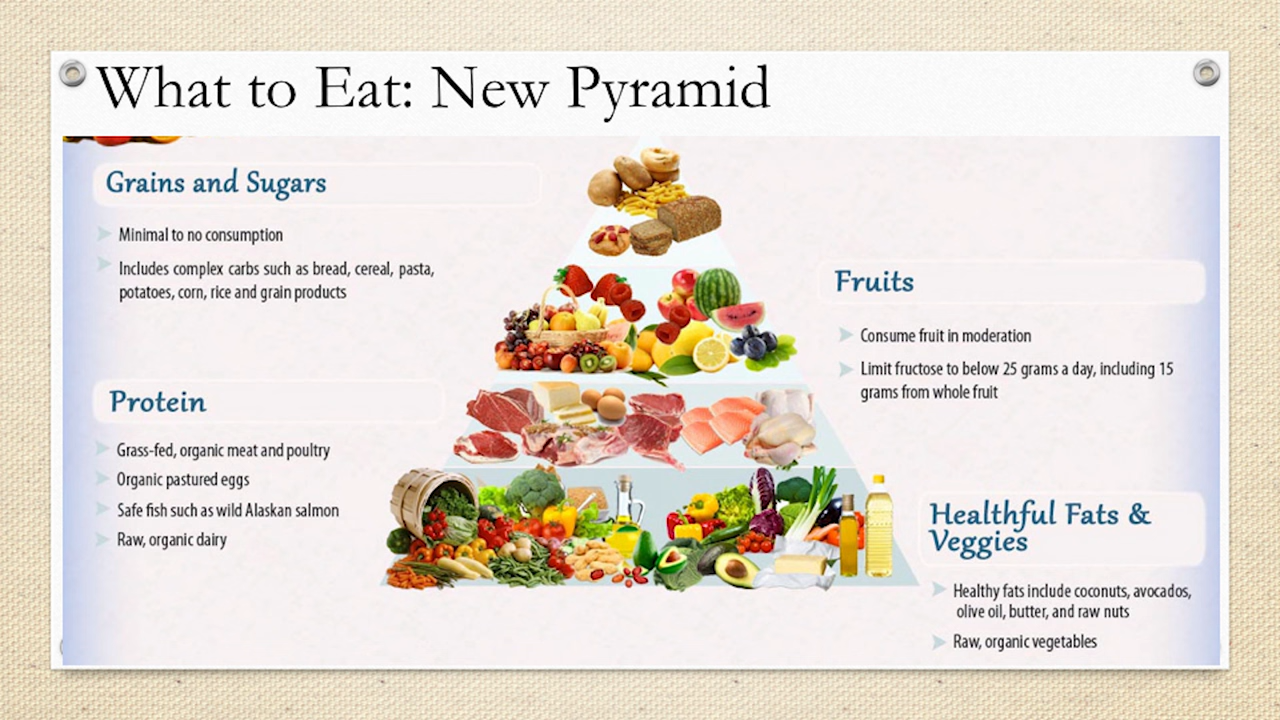 What to Eat: New Pyramid
Grains and Sugars
Minimal to no consumption
Includes complex carbs such as bread, cereal, pasta,
potatoes, corn, rice and grain products
Fruits
Consume fruit in moderation
Limit fructose to below 25 grams a day, including 15
grams from whole fruit
Protein
Grass-fed, organic meat and poultry
Organic pastured eggs
Safe fish such as wild Alaskan salmon
Raw, organic dairy
Healthful Fats &
Veggies
Healthy fats include coconuts, avocados,
olive oil, butter, and raw nuts
Raw, organic vegetables